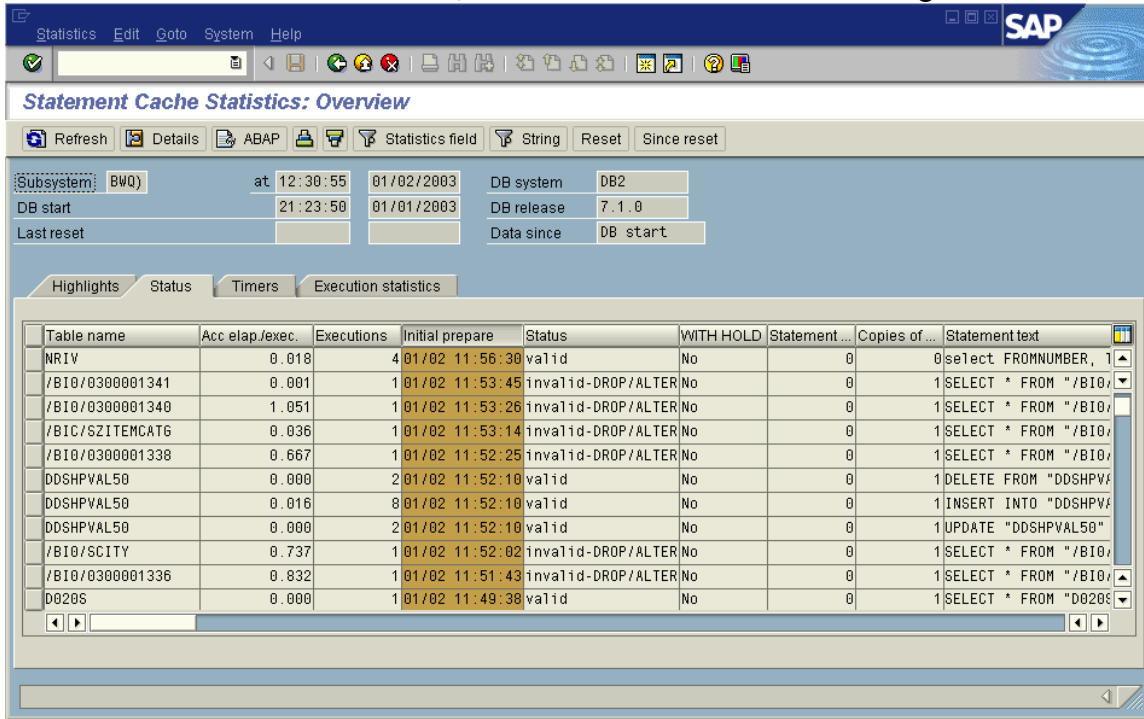 Statistics Edit Goto System Help
SAP
Statement Cache Statistics: Overview
Refresh Details ABAP Statistics field String Reset Since reset
Subsystem BWQ) at 12:30:55 01/02/2003 DB system DB2
DB start 21:23:50 01/01/2003 DB release 7.1.0
Last reset Data since DB start
Highlights Status Timers Execution statistics
Table name Acc elap./exec. Executions Initial prepare Status WITH HOLD Statement ... Copies of ... Statement text
NRIV 0.018 4 01/02 11:56:30 valid No 0 0 select FROMNUMBER,
/BI0/0300001341 0.001 1 01/02 11:53:45 invalid-DROP/ALTER No 0 1 SELECT * FROM "/BI0/
/BI0/0300001340 1.051 1 01/02 11:53:26 invalid-DROP/ALTER No 0 1 SELECT * FROM "/BI0/
/BIC/SZITEMCATG 0.036 1 01/02 11:53:14 invalid-DROP/ALTER No 0 1 SELECT * FROM "/BI0/
/BI0/0300001338 0.667 1 01/02 11:52:25 invalid-DROP/ALTER No 0 1 SELECT * FROM "/BI0/
DDSHPVAL50 0.000 2 01/02 11:52:10 valid No 0 1 DELETE FROM "DDSHPVA
DDSHPVAL50 0.016 8 01/02 11:52:10 valid No 0 1 INSERT INTO "DDSHPVA
DDSHPVAL50 0.000 2 01/02 11:52:10 valid No 0 1 UPDATE "DDSHPVAL50"
/BI0/SCITY 0.737 1 01/02 11:52:02 invalid-DROP/ALTER No 0 1 SELECT * FROM "/BI0/
/BI0/0300001336 0.832 1 01/02 11:51:43 invalid-DROP/ALTER No 0 1 SELECT * FROM "/BI0/
D020S 0.000 1 01/02 11:49:38 valid No 0 1 SELECT * FROM "D020S